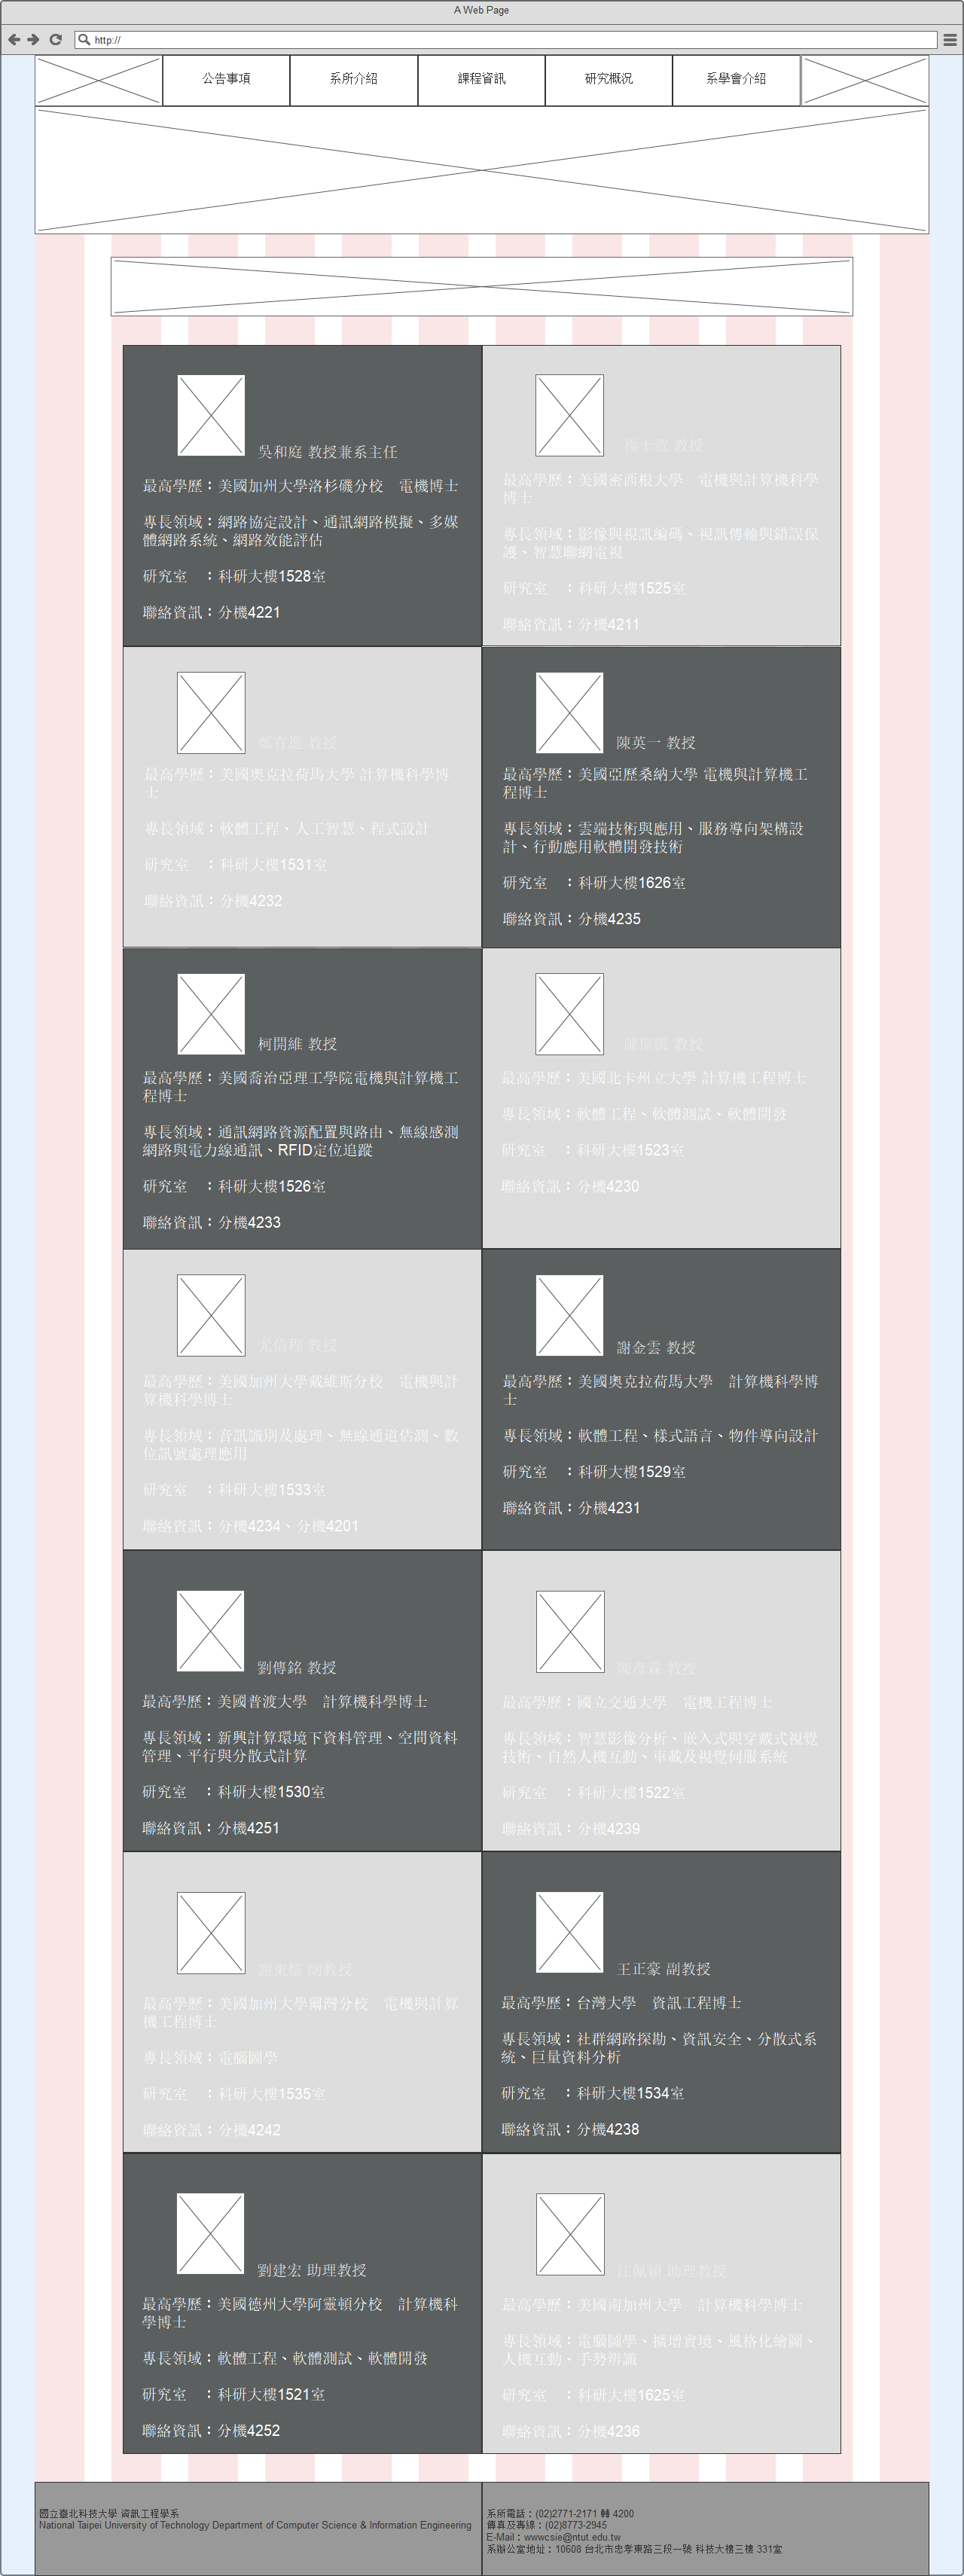 A Web Page
http://
公告事項
系所介紹
課程資訊
研究概況
系學會介紹
吳和庭 教授兼系主任
最高學歷：美國加州大學洛杉磯分校　電機博士
專長領域：網路協定設計、通訊網路模擬、多媒
體網路系統、網路效能評估
研究室　：科研大樓1528室
聯絡資訊：分機4221
楊士萱 教授
最高學歷：美國密西根大學　電機與計算機科學
博士
專長領域：影像與視訊編碼、視訊傳輸與錯誤保
護、智慧聯網電視
研究室　：科研大樓1525室
聯絡資訊：分機4211
鄭有進 教授
最高學歷：美國奧克拉荷馬大學 計算機科學博
士
專長領域：軟體工程、人工智慧、程式設計
研究室　：科研大樓1531室
聯絡資訊：分機4232
陳英一 教授
最高學歷：美國亞歷桑納大學 電機與計算機工
程博士
專長領域：雲端技術與應用、服務導向架構設
計、行動應用軟體開發技術
研究室　：科研大樓1626室
聯絡資訊：分機4235
柯開維 教授
最高學歷：美國喬治亞理工學院電機與計算機工
程博士
專長領域：通訊網路資源配置與路由、無線感測
網路與電力線通訊、RFID定位追蹤
研究室　：科研大樓1526室
聯絡資訊：分機4233
陳偉凱 教授
最高學歷：美國北卡州立大學 計算機工程博士
專長領域：軟體工程、軟體測試、軟體開發
研究室　：科研大樓1523室
聯絡資訊：分機4230
尤信程 教授
最高學歷：美國加州大學戴維斯分校　電機與計
算機科學博士
專長領域：音訊識別及處理、無線通道估測、數
位訊號處理應用
研究室　：科研大樓1533室
聯絡資訊：分機4234、分機4201
謝金雲 教授
最高學歷：美國奧克拉荷馬大學　計算機科學博
士
專長領域：軟體工程、樣式語言、物件導向設計
研究室　：科研大樓1529室
聯絡資訊：分機4231
劉傳銘 教授
最高學歷：美國普渡大學　計算機科學博士
專長領域：新興計算環境下資料管理、空間資料
管理、平行與分散式計算
研究室　：科研大樓1530室
聯絡資訊：分機4251
陳彥霖 教授
最高學歷：國立交通大學　電機工程博士
專長領域：智慧影像分析、嵌入式與穿戴式視覺
技術、自然人機互動、車載及視覺伺服系統
研究室　：科研大樓1522室
聯絡資訊：分機4239
謝東儒 副教授
最高學歷：美國加州大學爾灣分校　電機與計算
機工程博士
專長領域：電腦圖學
研究室　：科研大樓1535室
聯絡資訊：分機4242
王正豪 副教授
最高學歷：台灣大學　資訊工程博士
專長領域：社群網路探勘、資訊安全、分散式系
統、巨量資料分析
研究室　：科研大樓1534室
聯絡資訊：分機4238
劉建宏 助理教授
最高學歷：美國德州大學阿靈頓分校　計算機科
學博士
專長領域：軟體工程、軟體測試、軟體開發
研究室　：科研大樓1521室
聯絡資訊：分機4252
江佩穎 助理教授
最高學歷：美國南加州大學　計算機科學博士
專長領域：電腦圖學、擴增實境、風格化繪圖、
人機互動、手勢辨識
研究室　：科研大樓1625室
聯絡資訊：分機4236
國立臺北科技大學 資訊工程學系
National Taipei University of Technology Department of Computer Science & Information Engineering
系所電話：(02)2771-2171 轉 4200
傳真及專線：(02)8773-2945
E-Mail：wwwcsie@ntut.edu.tw
系辦公室地址：10608 台北市忠孝東路三段一號 科技大樓三樓 331室